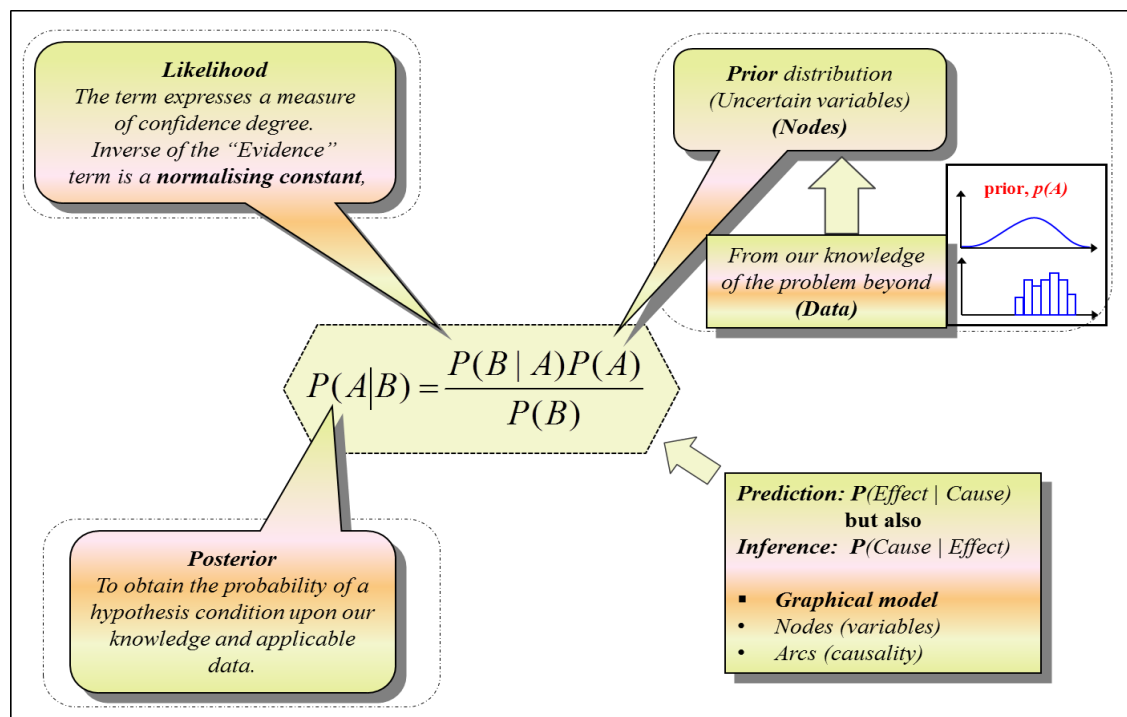 Likelihood
The term expresses a measure
of confidence degree.
Inverse of the “Evidence”
term is a normalising constant,
Prior distribution
(Uncertain variables)
(Nodes)
prior, p(A)
From our knowledge
of the problem beyond
(Data)
P(A|B) = P(B | A)P(A)
P(B)
Posterior
To obtain the probability of a
hypothesis condition upon our
knowledge and applicable
data.
Prediction: P(Effect | Cause)
but also
Inference: P(Cause | Effect)
▪ Graphical model
• Nodes (variables)
• Arcs (causality)